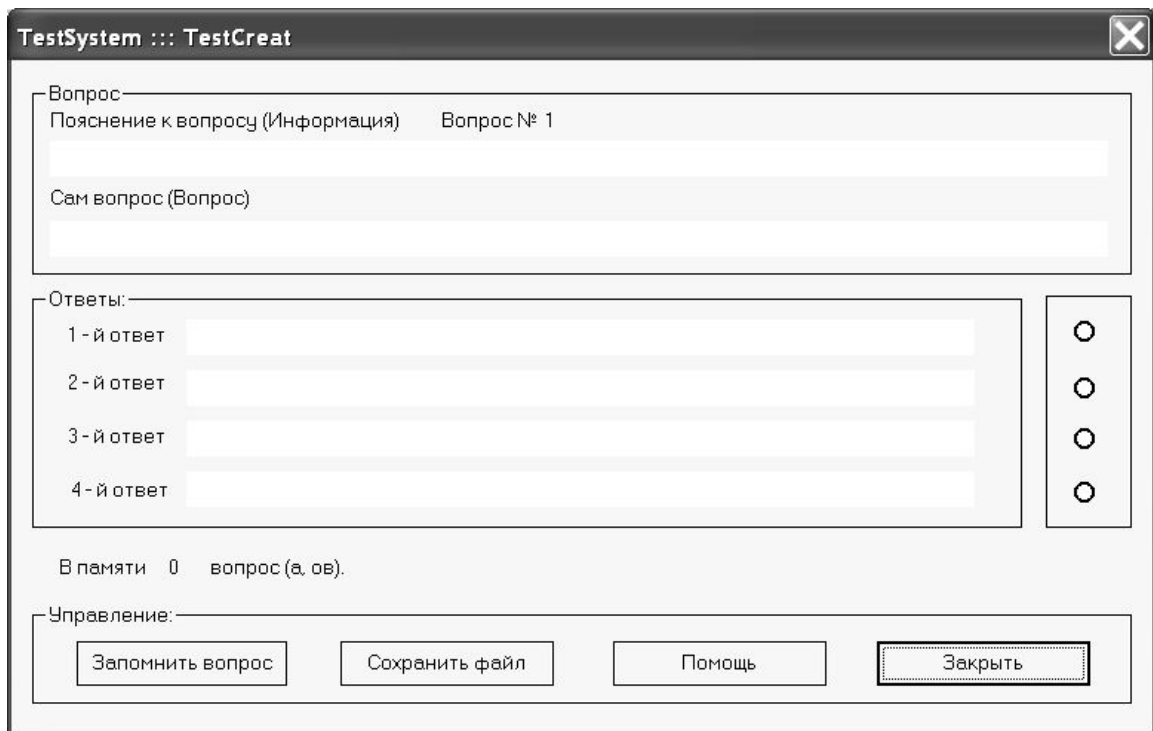 TestSystem ::: TestCreat
Вопрос
Пояснение к вопросу (Информация) Вопрос № 1
Сам вопрос (Вопрос)
Ответы:
1 - й ответ
2 - й ответ
3 - й ответ
4 - й ответ
В памяти 0 вопрос (а, ов).
Управление:
Запомнить вопрос Сохранить файл Помощь Закрыть